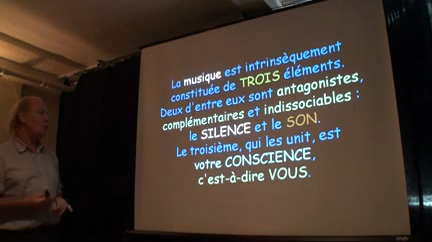 La musique est intrinsèquement
constituée de TROIS éléments.
Deux d'entre eux sont antagonistes,
complémentaires et indissociables :
le SILENCE et le SON.
Le troisième, qui les unit, est
votre CONSCIENCE,
c'est-à-dire VOUS.